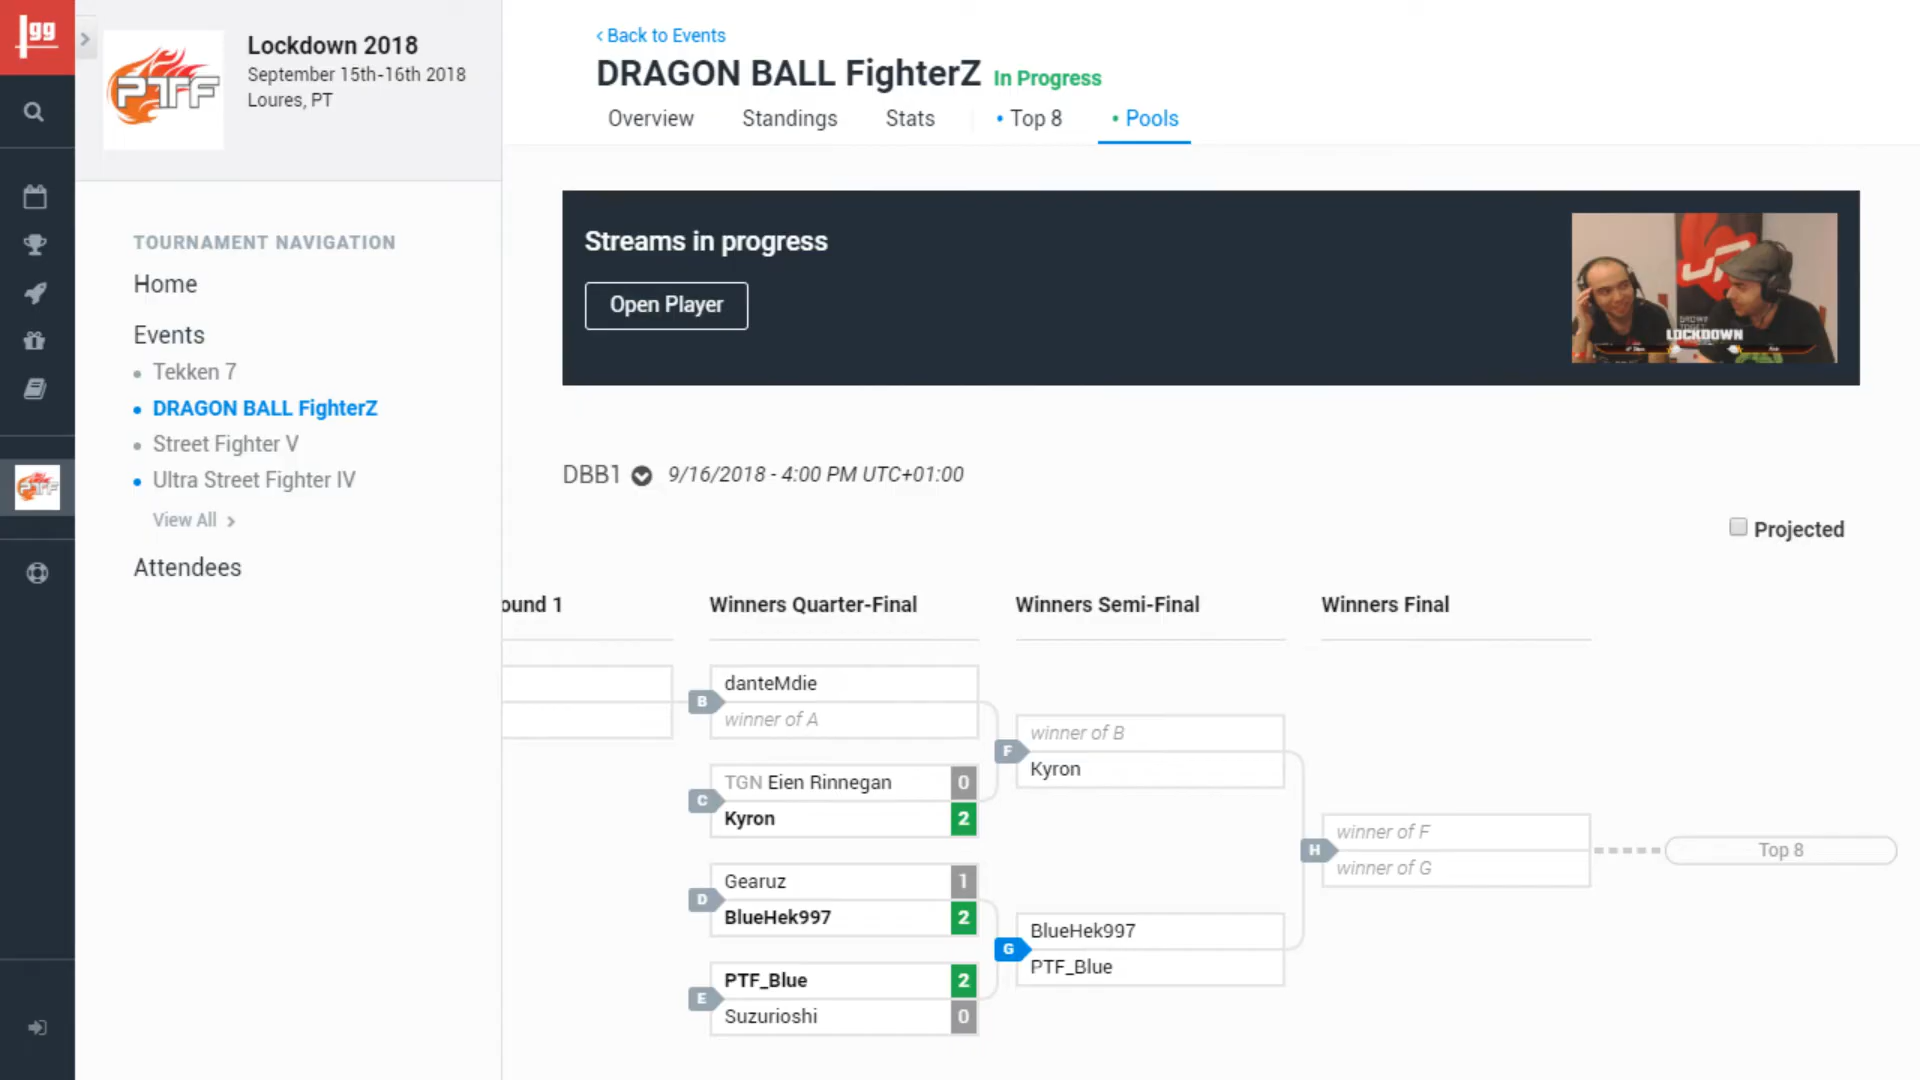 gg
PTFF
Lockdown 2018
September 15th-16th 2018
Loures, PT
TOURNAMENT NAVIGATION
Home
Events
Tekken 7
DRAGON BALL FighterZ
Street Fighter V
Ultra Street Fighter IV
View All
Attendees
‹ Back to Events
DRAGON BALL FighterZ In Progress
Overview Standings Stats • Top 8 • Pools
Streams in progress
Open Player
LOCKDOWN
DBB1 9/16/2018 - 4:00 PM UTC+01:00
Projected
ound 1 Winners Quarter-Final Winners Semi-Final Winners Final
B
danteMdie
winner of A
C
TGN Eien Rinnegan 0
Kyron 2
D
Gearuz 1
BlueHek997 2
E
PTF_Blue 2
Suzurioshi 0
F
winner of B
Kyron
G
BlueHek997
PTF_Blue
H
winner of F
winner of G
Top 8